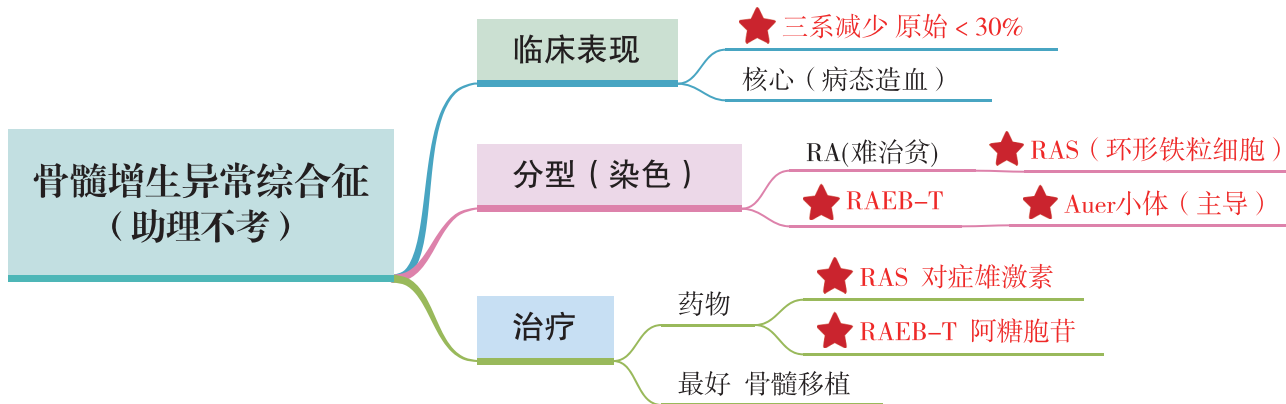 骨髓增生异常综合征
（助理不考）
临床表现
三系减少 原始 < 30%
核心（病态造血）
分型（染色）
RA(难治贫)
RAS（环形铁粒细胞）
RAEB-T
Auer小体（主导）
治疗
药物
RAS 对症雄激素
RAEB-T 阿糖胞苷
最好 骨髓移植